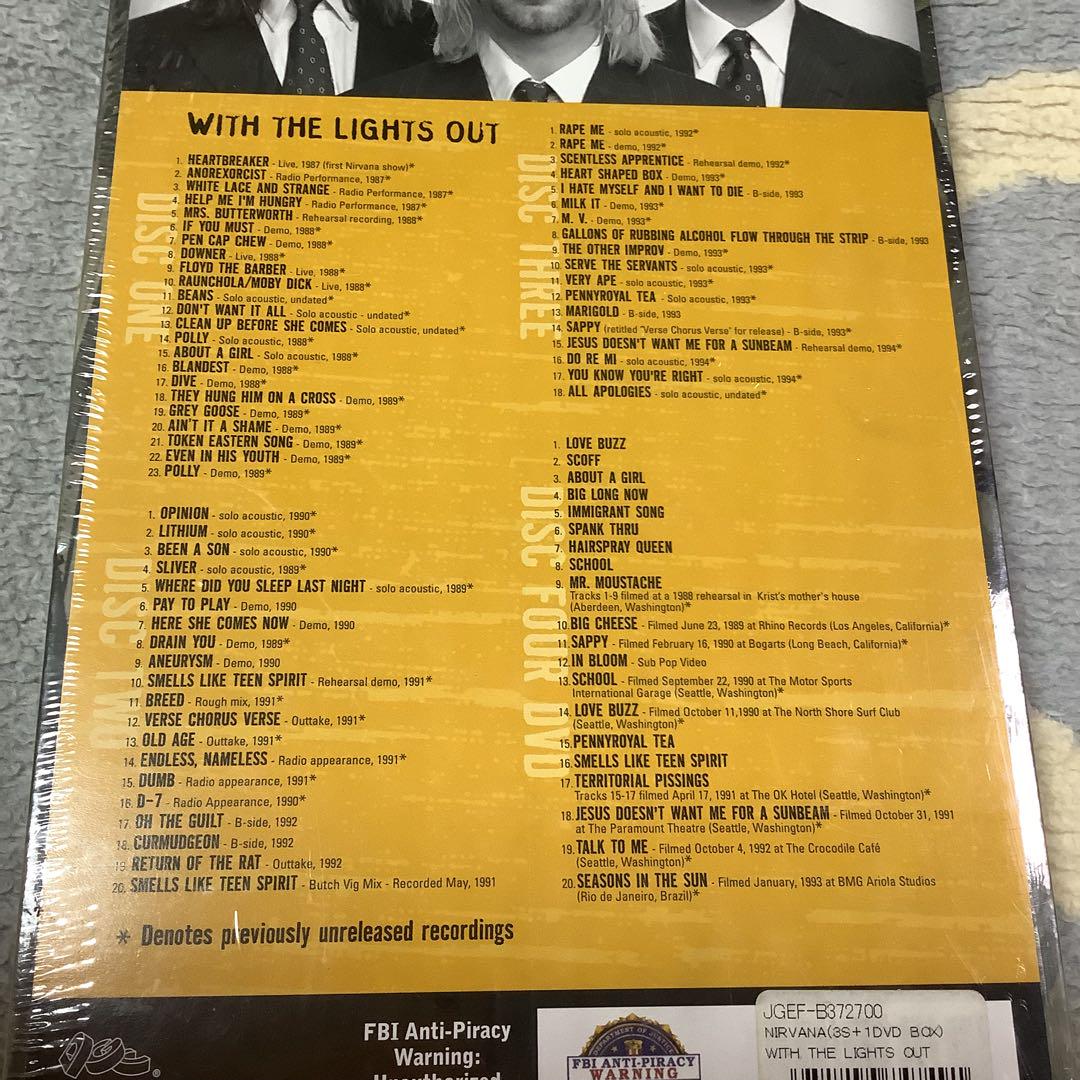 WITH THE LIGHTS OUT
DISC ONE
1. HEARTBREAKER - Live, 1987 (first Nirvana show)*
2. ANOREXORCIST - Radio Performance, 1987*
3. WHITE LACE AND STRANGE - Radio Performance, 1987*
4. HELP ME I'M HUNGRY - Radio Performance, 1987*
5. MRS. BUTTERWORTH - Rehearsal recording, 1988*
6. IF YOU MUST - Demo, 1988*
7. PEN CAP CHEW - Demo, 1988*
8. DOWNER - Live, 1988*
9. FLOYD THE BARBER - Live, 1988*
10. RAUNCHOLA/MOBY DICK - Live, 1988*
11. BEANS - Solo acoustic, undated*
12. DON'T WANT IT ALL - Solo acoustic - undated*
13. CLEAN UP BEFORE SHE COMES - Solo acoustic, undated*
14. POLLY - Solo acoustic, 1988*
15. ABOUT A GIRL - Solo acoustic, 1988*
16. BLANDEST - Demo, 1988*
17. DIVE - Demo, 1988*
18. THEY HUNG HIM ON A CROSS - Demo, 1989*
19. GREY GOOSE - Demo, 1989*
20. AIN'T IT A SHAME - Demo, 1989*
21. TOKEN EASTERN SONG - Demo, 1989*
22. EVEN IN HIS YOUTH - Demo, 1989*
23. POLLY - Demo, 1989*
DISC TWO
1. OPINION - solo acoustic, 1990*
2. LITHIUM - solo acoustic, 1990*
3. BEEN A SON - solo acoustic, 1990*
4. SLIVER - solo acoustic, 1989*
5. WHERE DID YOU SLEEP LAST NIGHT - solo acoustic, 1989*
6. PAY TO PLAY - Demo, 1990
7. HERE SHE COMES NOW - Demo, 1990
8. DRAIN YOU - Demo, 1989*
9. ANEURYSM - Demo, 1990
10. SMELLS LIKE TEEN SPIRIT - Rehearsal demo, 1991*
11. BREED - Rough mix, 1991*
12. VERSE CHORUS VERSE - Outtake, 1991*
13. OLD AGE - Outtake, 1991*
14. ENDLESS, NAMELESS - Radio appearance, 1991*
15. DUMB - Radio appearance, 1991*
16. D-7 - Radio Appearance, 1990*
17. OH THE GUILT - B-side, 1992
18. CURMUDGEON - B-side, 1992
19 RETURN OF THE RAT - Outtake, 1992
20. SMELLS LIKE TEEN SPIRIT - Butch Vig Mix - Recorded May, 1991
* Denotes previously unreleased recordings
DISC THREE
1. RAPE ME - solo acoustic, 1992*
2. RAPE ME - demo, 1992*
3. SCENTLESS APPRENTICE - Rehearsal demo, 1992*
4. HEART SHAPED BOX - Demo, 1993*
5. I HATE MYSELF AND I WANT TO DIE - B-side, 1993
6. MILK IT - Demo, 1993*
7. M. V. - Demo, 1993*
8. GALLONS OF RUBBING ALCOHOL FLOW THROUGH THE STRIP - B-side, 1993
9. THE OTHER IMPROV - Demo, 1993*
10. SERVE THE SERVANTS - solo acoustic, 1993*
11. VERY APE - solo acoustic, 1993*
12. PENNYROYAL TEA - Solo acoustic, 1993*
13. MARIGOLD - B-side, 1993
14. SAPPY (retitled "Verse Chorus Verse" for release) - B-side, 1993*
15. JESUS DOESN'T WANT ME FOR A SUNBEAM - Rehearsal demo, 1994*
16. DO RE MI - solo acoustic, 1994*
17. YOU KNOW YOU'RE RIGHT - solo acoustic, 1994*
18. ALL APOLOGIES - solo acoustic, undated*
DISC FOUR DVD
1. LOVE BUZZ
2. SCOFF
3. ABOUT A GIRL
4. BIG LONG NOW
5. IMMIGRANT SONG
6. SPANK THRU
7. HAIRSPRAY QUEEN
8. SCHOOL
9. MR. MOUSTACHE
Tracks 1-9 filmed at a 1988 rehearsal in Krist's mother's house
(Aberdeen, Washington)*
10. BIG CHEESE - Filmed June 23, 1989 at Rhino Records (Los Angeles, California)*
11. SAPPY - Filmed February 16, 1990 at Bogarts (Long Beach, California)*
12. IN BLOOM - Sub Pop Video
13. SCHOOL - Filmed September 22, 1990 at The Motor Sports
International Garage (Seattle, Washington)*
14. LOVE BUZZ - Filmed October 11,1990 at The North Shore Surf Club
(Seattle, Washington)*
15. PENNYROYAL TEA
16. SMELLS LIKE TEEN SPIRIT
17. TERRITORIAL PISSINGS
Tracks 15-17 filmed April 17, 1991 at The OK Hotel (Seattle, Washington)*
18. JESUS DOESN'T WANT ME FOR A SUNBEAM - Filmed October 31, 1991
at The Paramount Theatre (Seattle, Washington)*
19. TALK TO ME - Filmed October 4, 1992 at The Crocodile Café
(Seattle, Washington)*
20. SEASONS IN THE SUN - Filmed January, 1993 at BMG Ariola Studios
(Rio de Janeiro, Brazil)*
FBI Anti-Piracy
Warning:
Unauthorized
DEPARTMENT OF JUSTICE
FBI ANTI-PIRACY
WARNING
JGEF-B372700
NIRVANA(3S+1DVD BOX)
WITH THE LIGHTS OUT